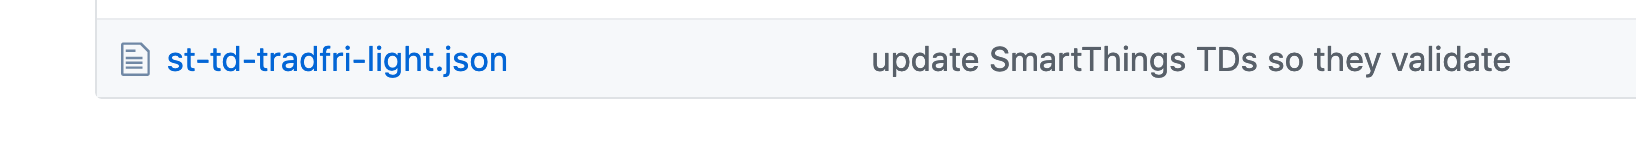 st-td-tradfri-light.json update SmartThings TDs so they validate